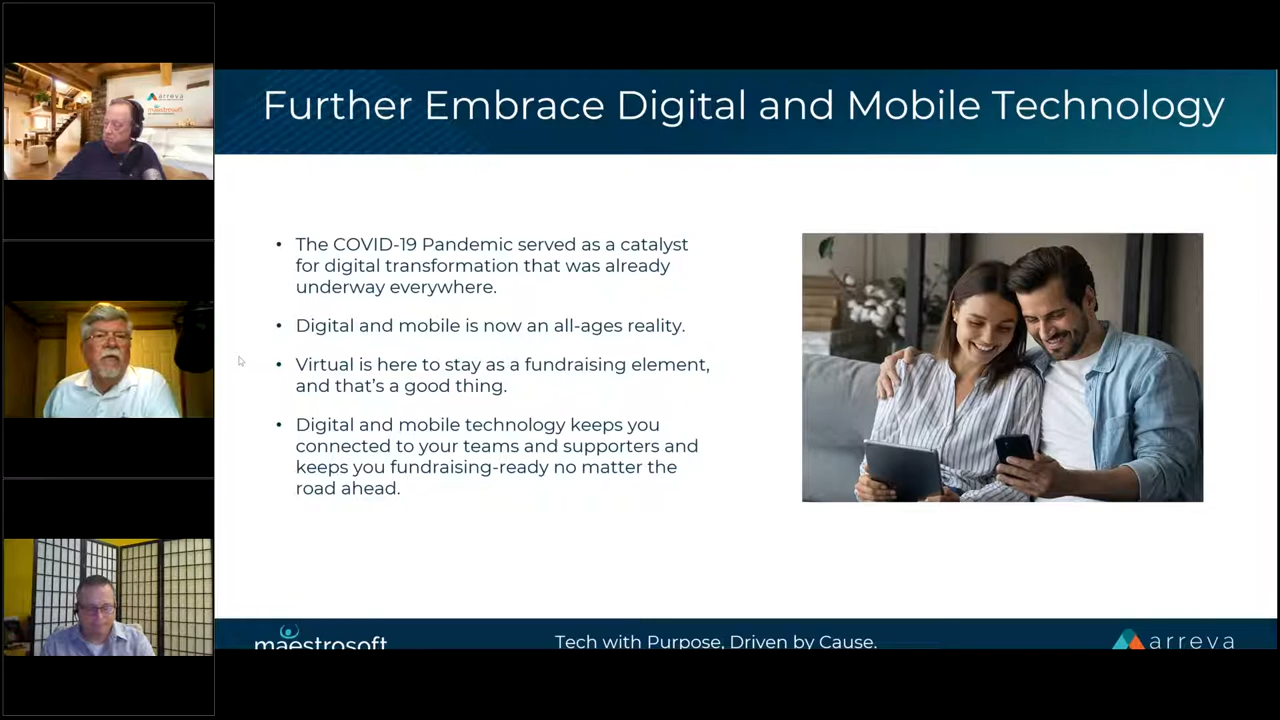 arreva
maestrosoft
Further Embrace Digital and Mobile Technology
• The COVID-19 Pandemic served as a catalyst
for digital transformation that was already
underway everywhere.
• Digital and mobile is now an all-ages reality.
• Virtual is here to stay as a fundraising element,
and that's a good thing.
• Digital and mobile technology keeps you
connected to your teams and supporters and
keeps you fundraising-ready no matter the
road ahead.
maestrosoft
Tech with Purpose, Driven by Cause.
arreva